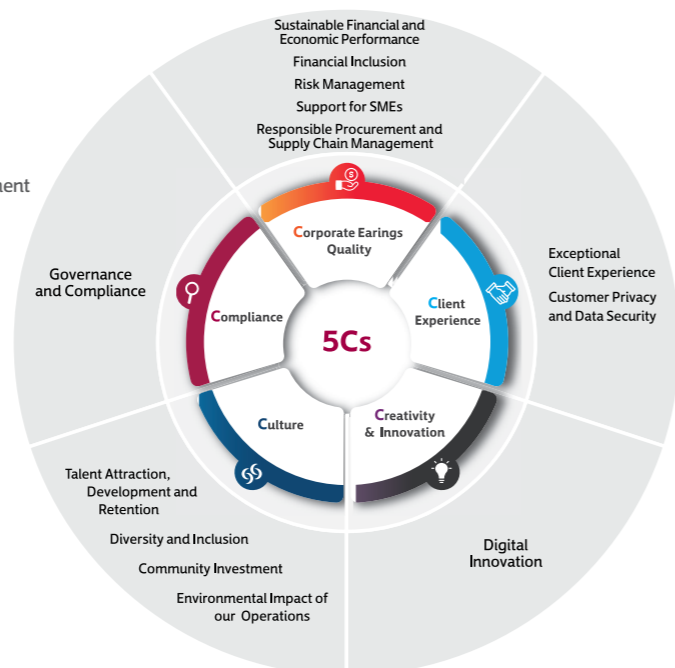 Sustainable Financial and
Economic Performance
Financial Inclusion
Risk Management
Support for SMEs
Responsible Procurement and
Supply Chain Management
Corporate Earings
Quality
Governance
and Compliance
Compliance
5Cs
Client
Experience
Exceptional
Client Experience
Customer Privacy
and Data Security
Culture
Creativity
& Innovation
Talent Attraction,
Development and
Retention
Diversity and Inclusion
Community Investment
Environmental Impact of
our Operations
Digital
Innovation